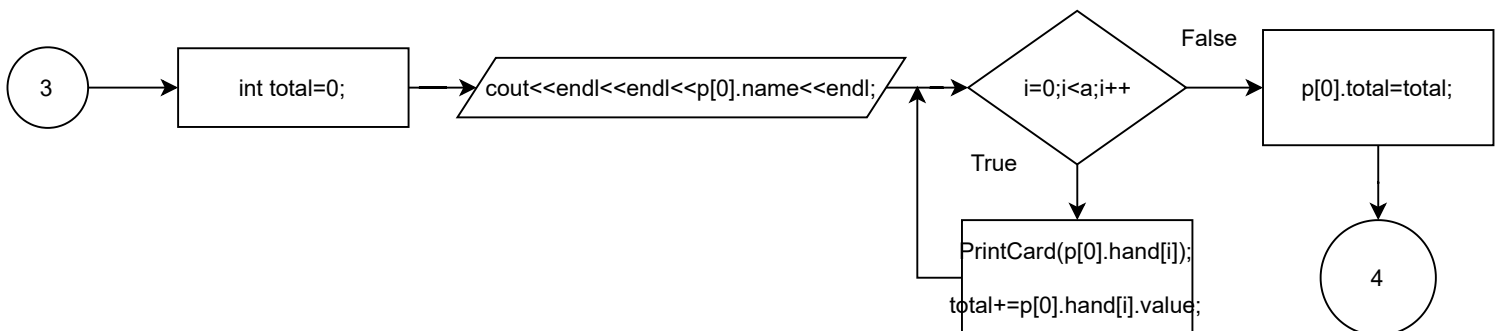 3
int total=0;
cout<<endl<<endl<<p[0].name<<endl;
i=0;i<a;i++
False
p[0].total=total;
True
PrintCard(p[0].hand[i]);
total+=p[0].hand[i].value;
4